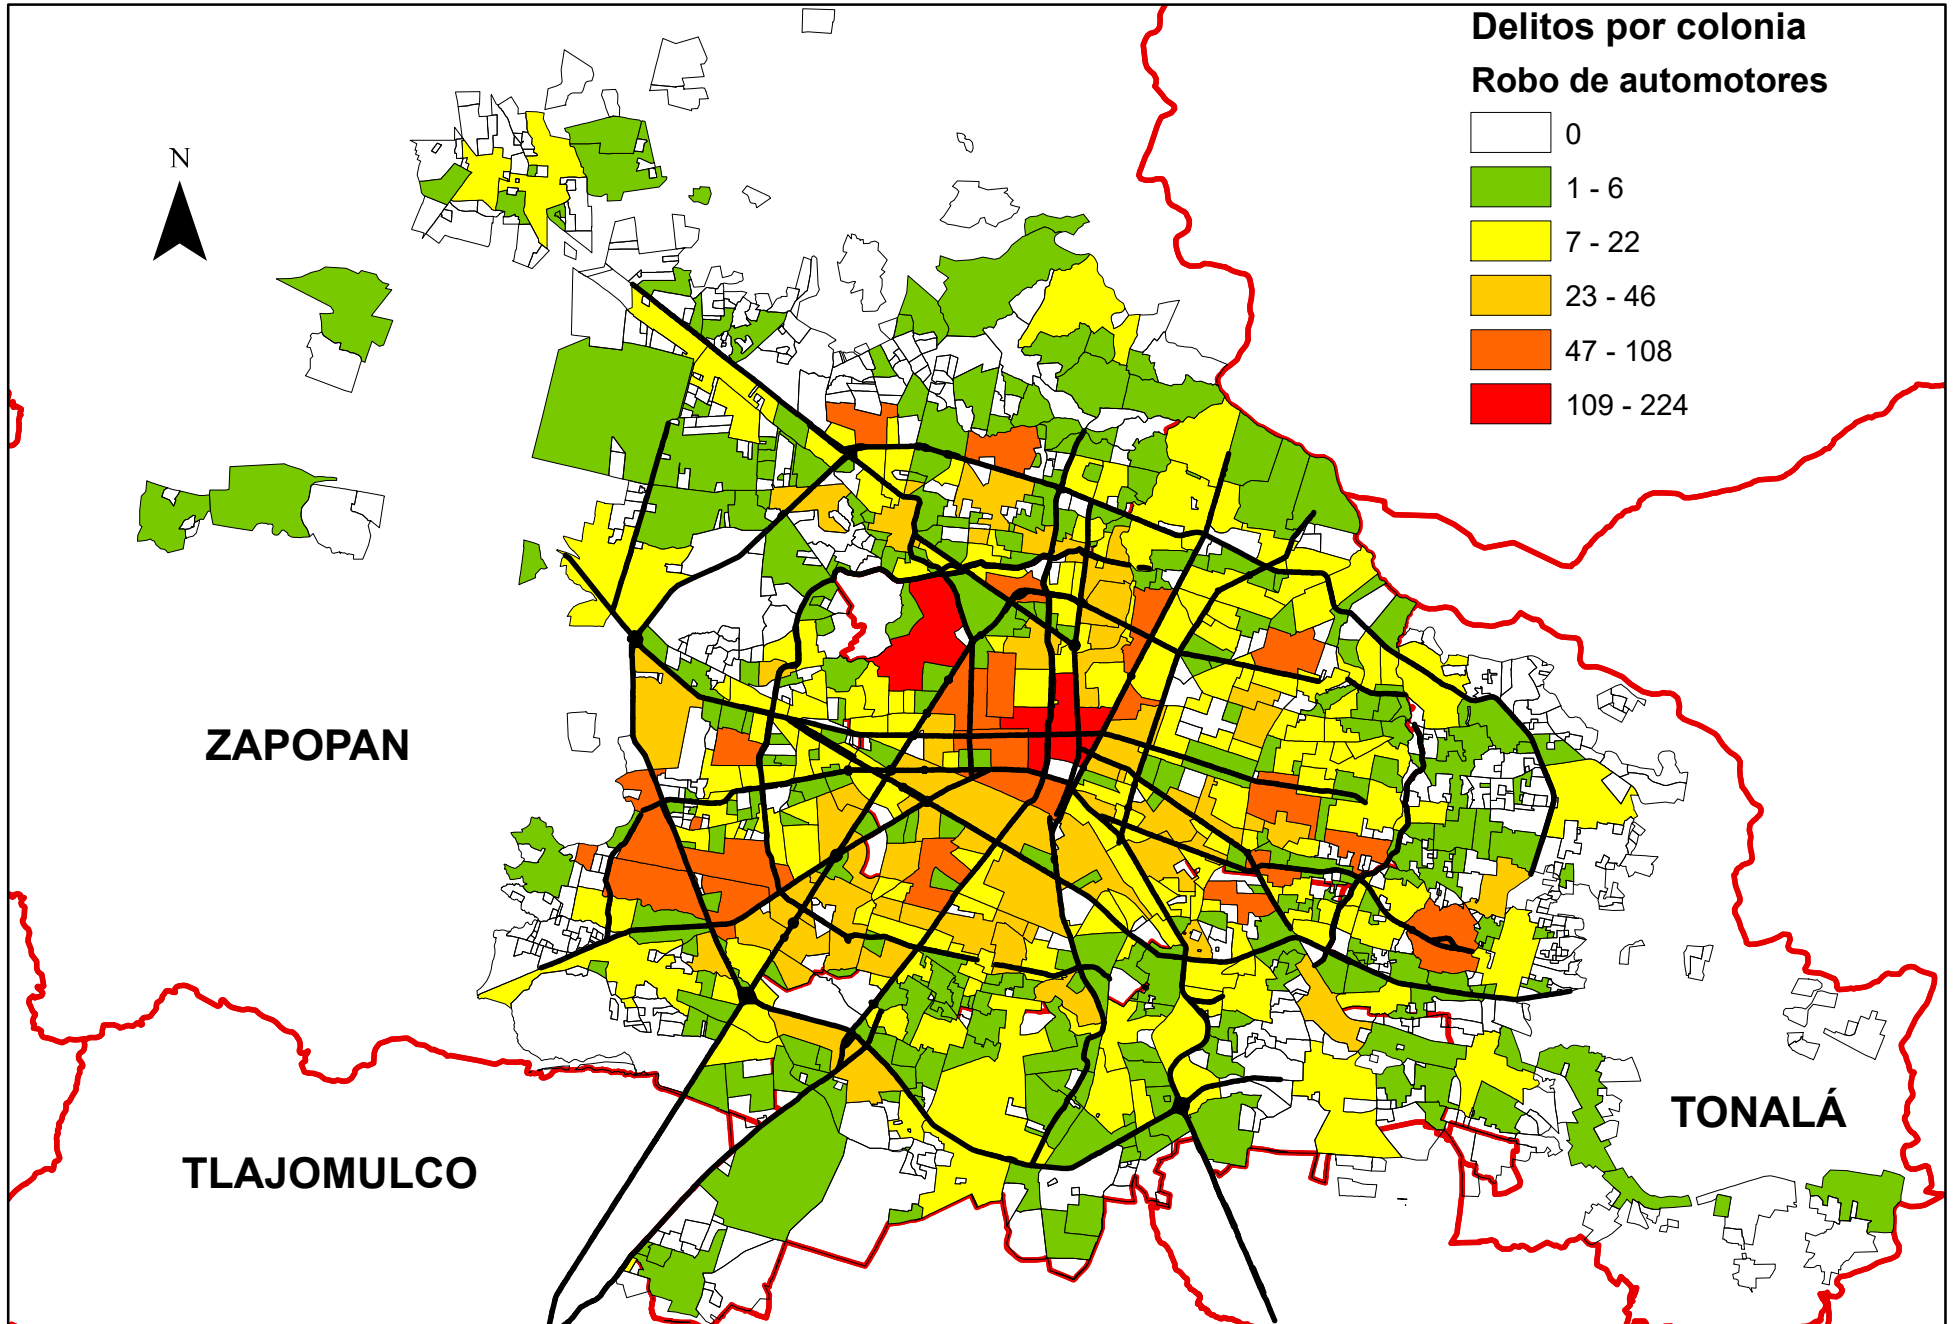 Delitos por colonia
Robo de automotores
0
1 - 6
7 - 22
23 - 46
47 - 108
109 - 224
N
ZAPOPAN
TONALÁ
TLAJOMULCO